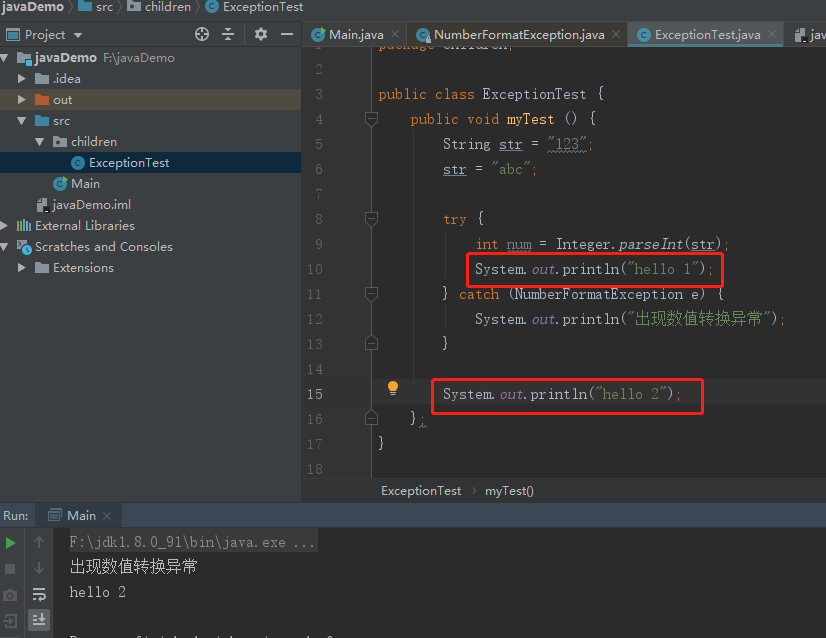 javaDemo src children ExceptionTest
Project
Main.java NumberFormatException.java ExceptionTest.java jav
javaDemo F:\javaDemo
.idea
out
src
children
ExceptionTest
Main
javaDemo.iml
External Libraries
Scratches and Consoles
Extensions
1 package children;
2
3 public class ExceptionTest {
4 public void myTest () {
5 String str = "123";
6 str = "abc";
7
8 try {
9 int num = Integer.parseInt(str);
10 System.out.println("hello 1");
11 } catch (NumberFormatException e) {
12 System.out.println("出现数值转换异常");
13 }
14
15 System.out.println("hello 2");
16 };
17 }
18
ExceptionTest myTest()
Run: Main
F:\jdk1.8.0_91\bin\java.exe ...
出现数值转换异常
hello 2